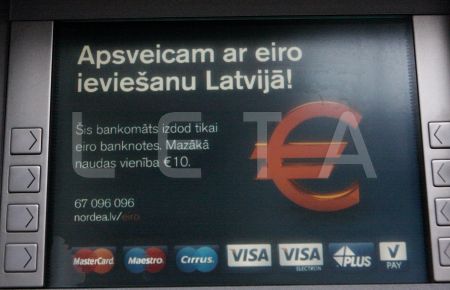 Apsveicam ar eiro
ieviešanu Latvijā!
Šis bankomāts izdod tikai
eiro banknotes. Mazākā
naudas vienība €10.
67 096 096
nordea.lv/eiro
€
LETA
MasterCard Maestro Cirrus VISA VISA ELECTRON PLUS V PAY